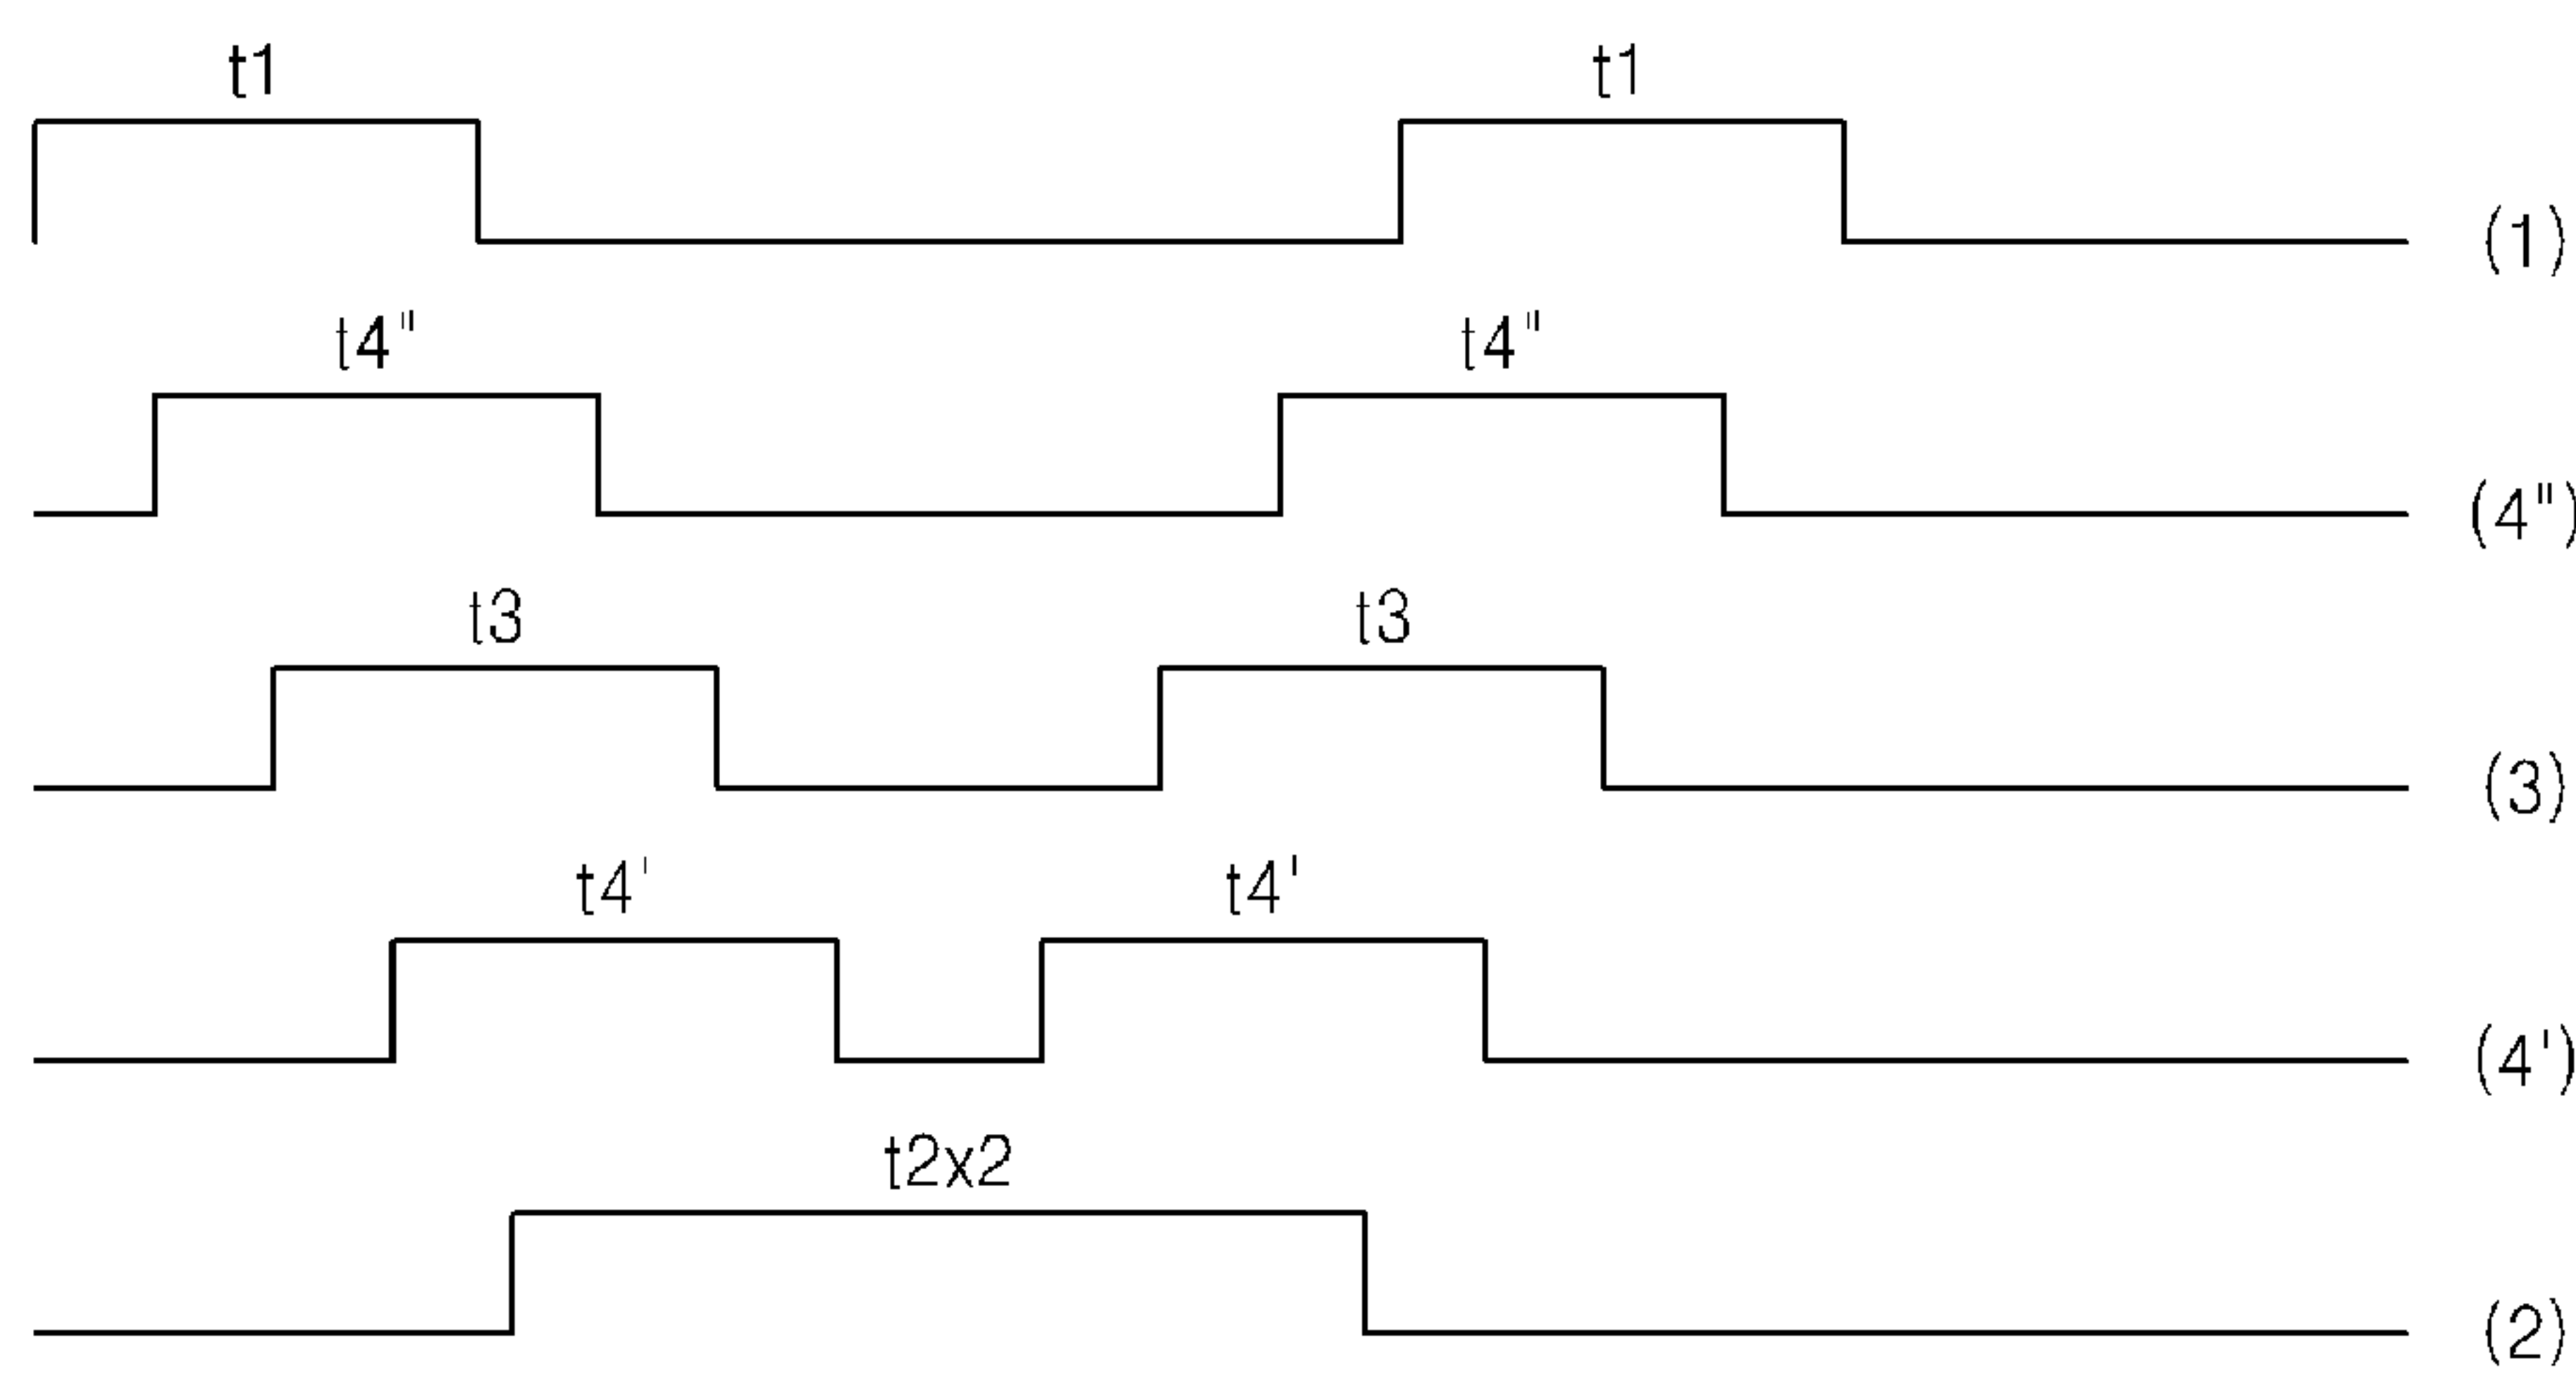 t1 t1
(1)
t4" t4"
(4")
t3 t3
(3)
t4' t4'
(4')
t2x2
(2)